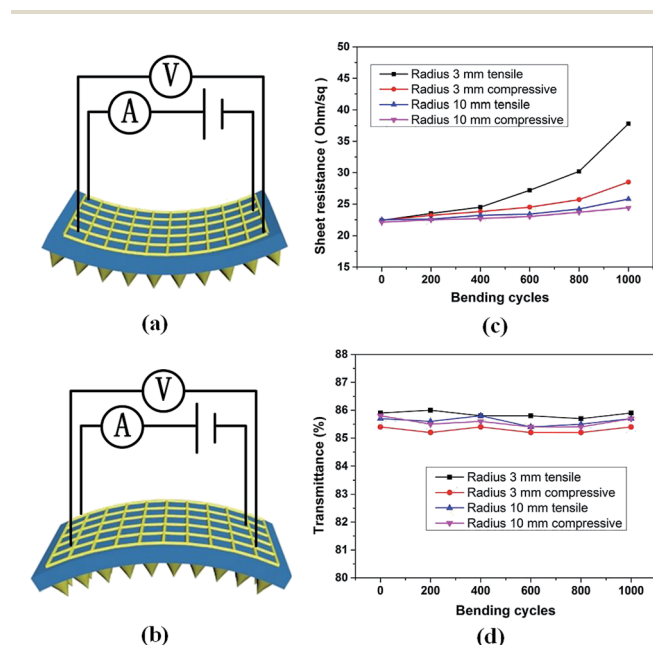 V
A
(a)
Sheet resistance ( Ohm/sq )
50
45
40
35
30
25
20
15
Radius 3 mm tensile
Radius 3 mm compressive
Radius 10 mm tensile
Radius 10 mm compressive
0 200 400 600 800 1000
Bending cycles
(c)
V
A
(b)
Transmittance (%)
88
87
86
85
84
83
82
81
80
Radius 3 mm tensile
Radius 3 mm compressive
Radius 10 mm tensile
Radius 10 mm compressive
0 200 400 600 800 1000
Bending cycles
(d)